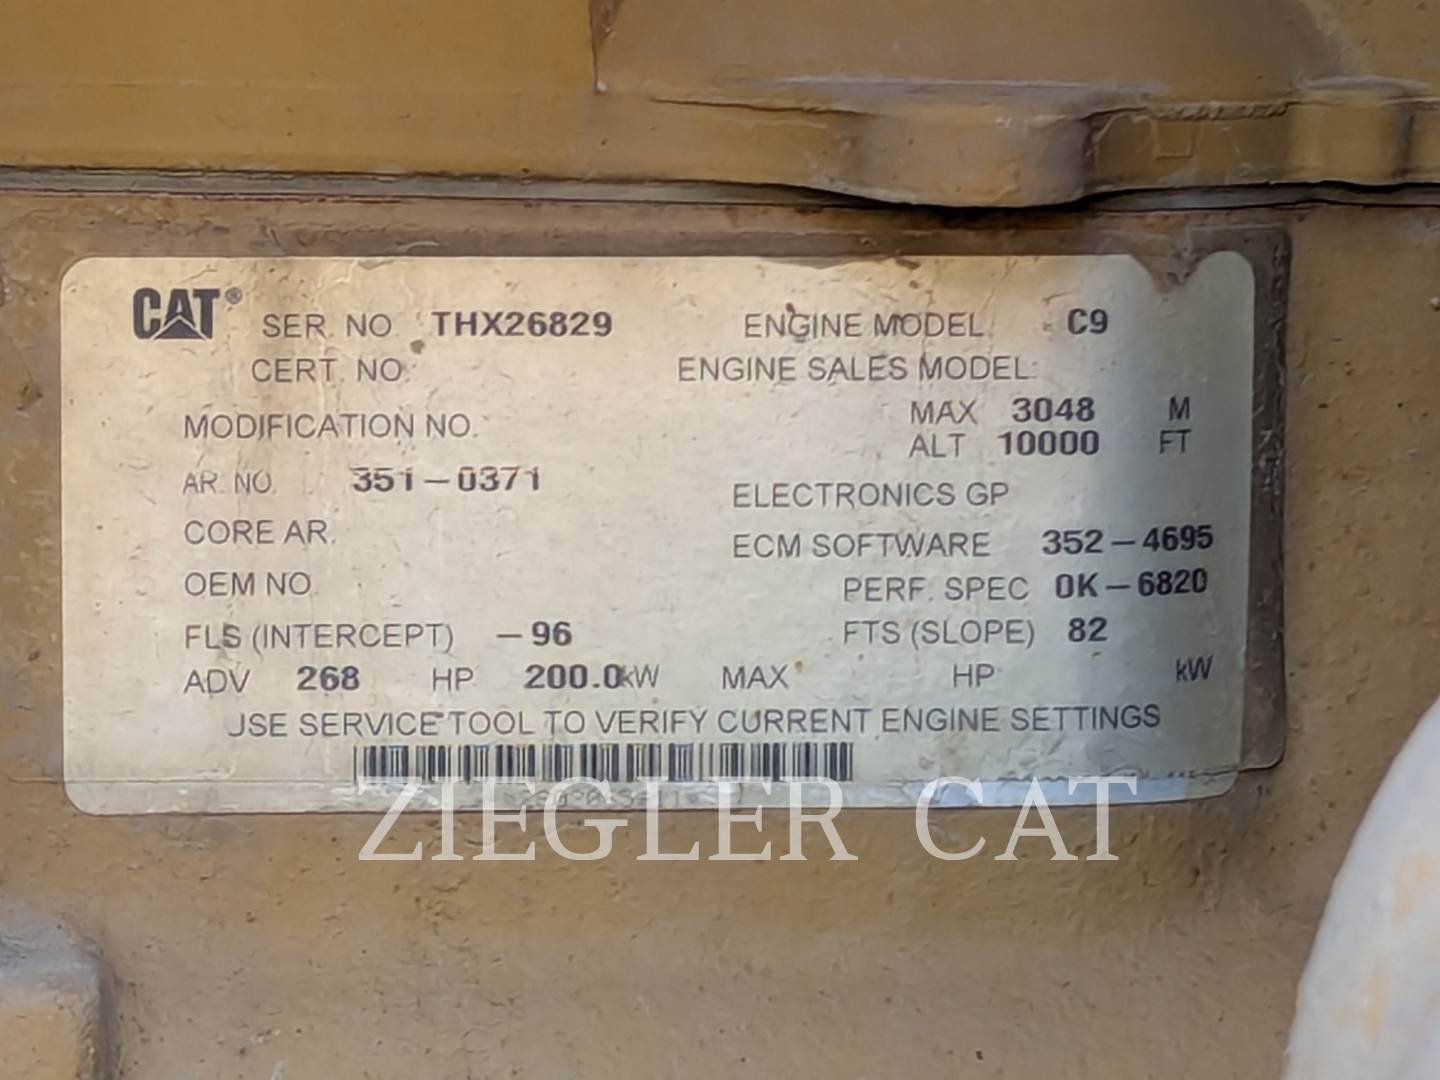 CAT® SER. NO. THX26829 ENGINE MODEL: C9
CERT. NO. ENGINE SALES MODEL:
MAX 3048 M
MODIFICATION NO.
ALT 10000 FT
AR. NO. 351-0371
ELECTRONICS GP
CORE AR.
ECM SOFTWARE 352-4695
OEM NO.
PERF. SPEC 0K-6820
FLS (INTERCEPT) -96 FTS (SLOPE) 82
ADV 268 HP 200.0kW MAX HP kW
USE SERVICE TOOL TO VERIFY CURRENT ENGINE SETTINGS
ZIEGLER CAT